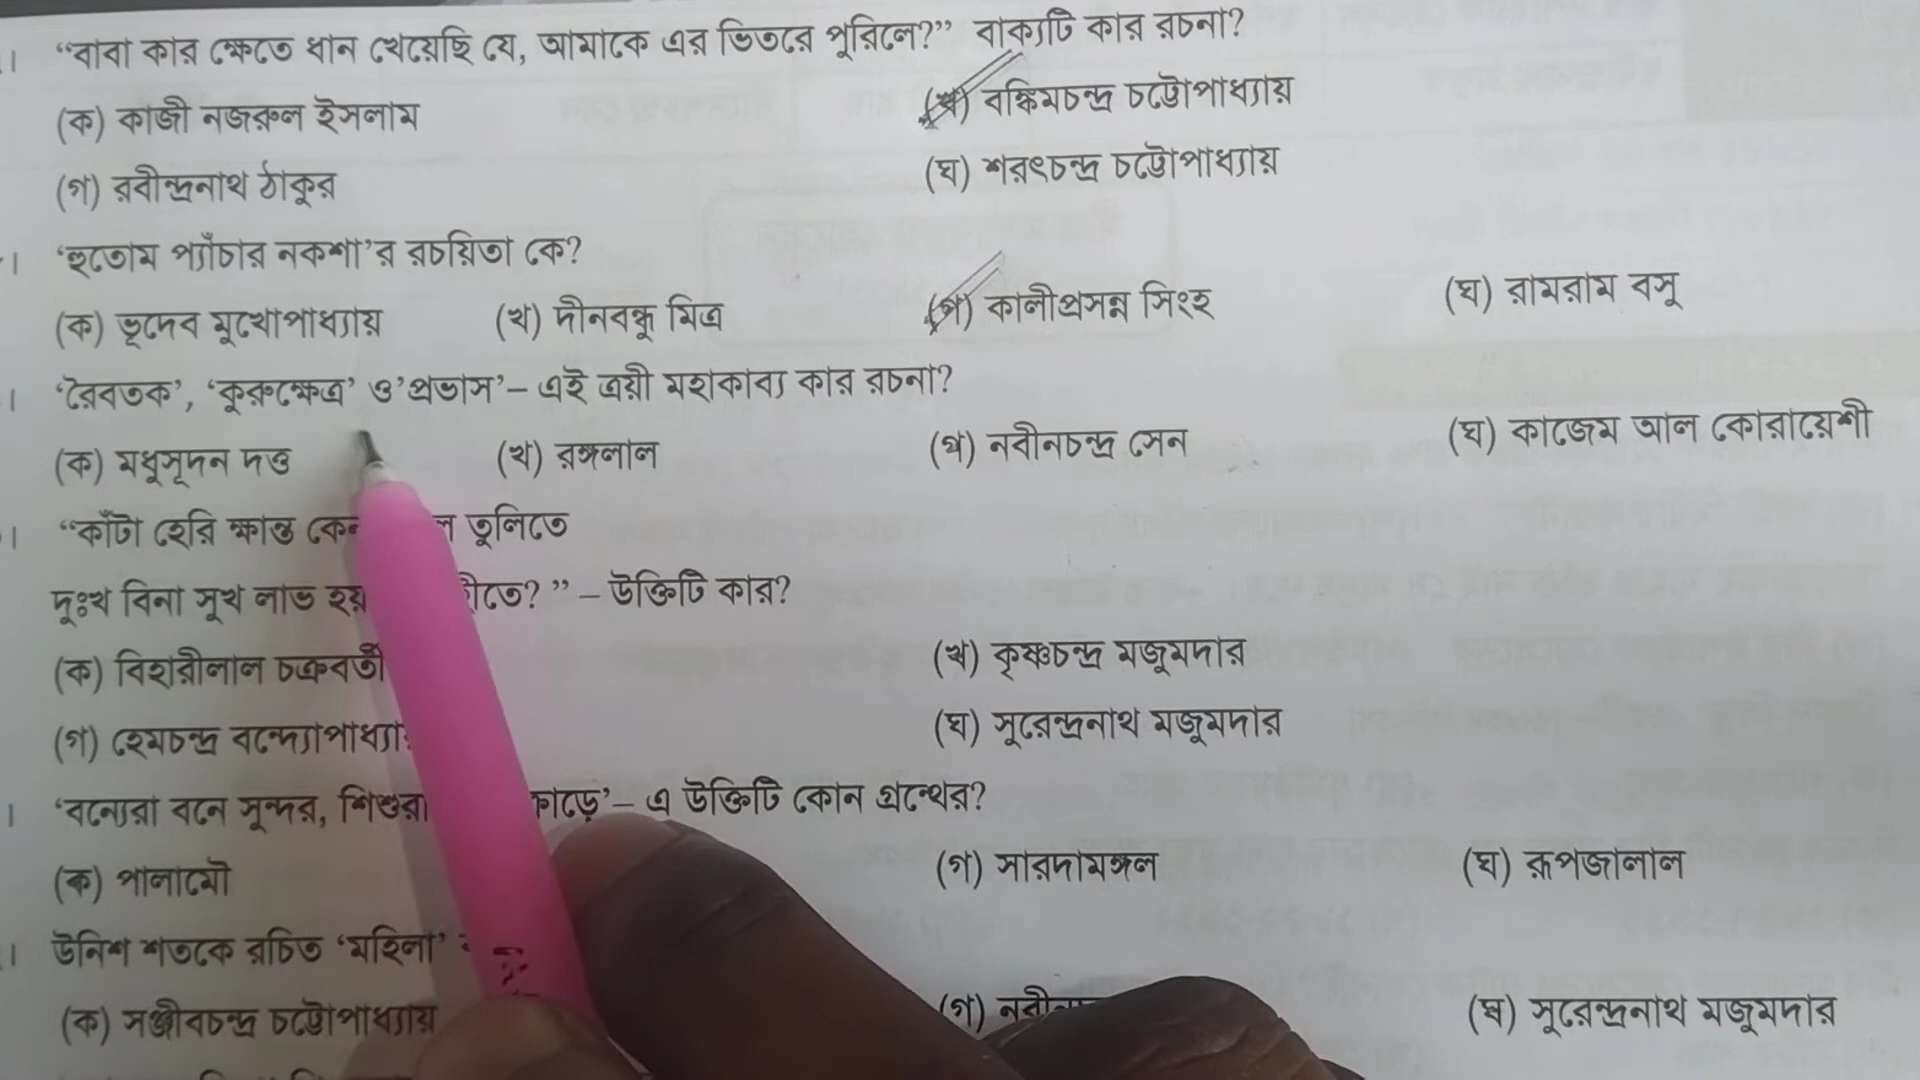 । “বাবা কার ক্ষেতে ধান খেয়েছি যে, আমাকে এর ভিতরে পুরিলে?” বাক্যটি কার রচনা?
(ক) কাজী নজরুল ইসলাম (খ) বঙ্কিমচন্দ্র চট্টোপাধ্যায়
(গ) রবীন্দ্রনাথ ঠাকুর (ঘ) শরৎচন্দ্র চট্টোপাধ্যায়
। ‘হুতোম প্যাঁচার নকশা’র রচয়িতা কে?
(ক) ভূদেব মুখোপাধ্যায় (খ) দীনবন্ধু মিত্র (গ) কালীপ্রসন্ন সিংহ (ঘ) রামরাম বসু
। ‘রৈবতক’, ‘কুরুক্ষেত্র’ ও’প্রভাস’– এই ত্রয়ী মহাকাব্য কার রচনা?
(ক) মধুসূদন দত্ত (খ) রঙ্গলাল (গ) নবীনচন্দ্র সেন (ঘ) কাজেম আল কোরায়েশী
। “কাঁটা হেরি ক্ষান্ত তুলিতে
দুঃখ বিনা সুখ লাভ হয় – উক্তিটি কার?
(ক) বিহারীলাল চক্রবর্তী (খ) কৃষ্ণচন্দ্র মজুমদার
(গ) হেমচন্দ্র বন্দ্যোপাধ্যায় (ঘ) সুরেন্দ্রনাথ মজুমদার
। ‘বন্যেরা বনে সুন্দর, শিশুরা – এ উক্তিটি কোন গ্রন্থের?
(ক) পালামৌ (গ) সারদামঙ্গল (ঘ) রূপজালাল
। উনিশ শতকে রচিত ‘মহিলা’
(ক) সঞ্জীবচন্দ্র চট্টোপাধ্যায় (গ) (ঘ) সুরেন্দ্রনাথ মজুমদার